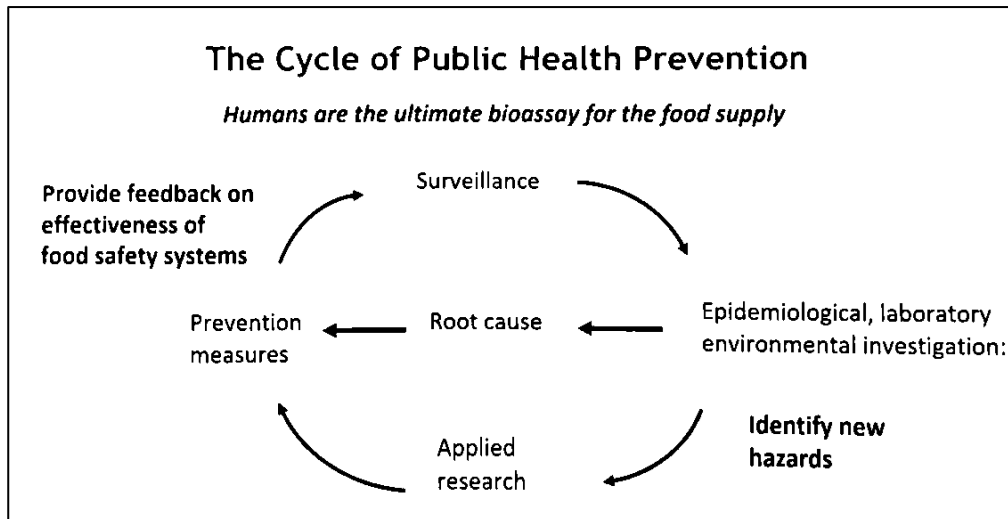 The Cycle of Public Health Prevention
Humans are the ultimate bioassay for the food supply
Provide feedback on
effectiveness of
food safety systems
Surveillance
Prevention
measures
Root cause
Epidemiological, laboratory
environmental investigation:
Applied
research
Identify new
hazards